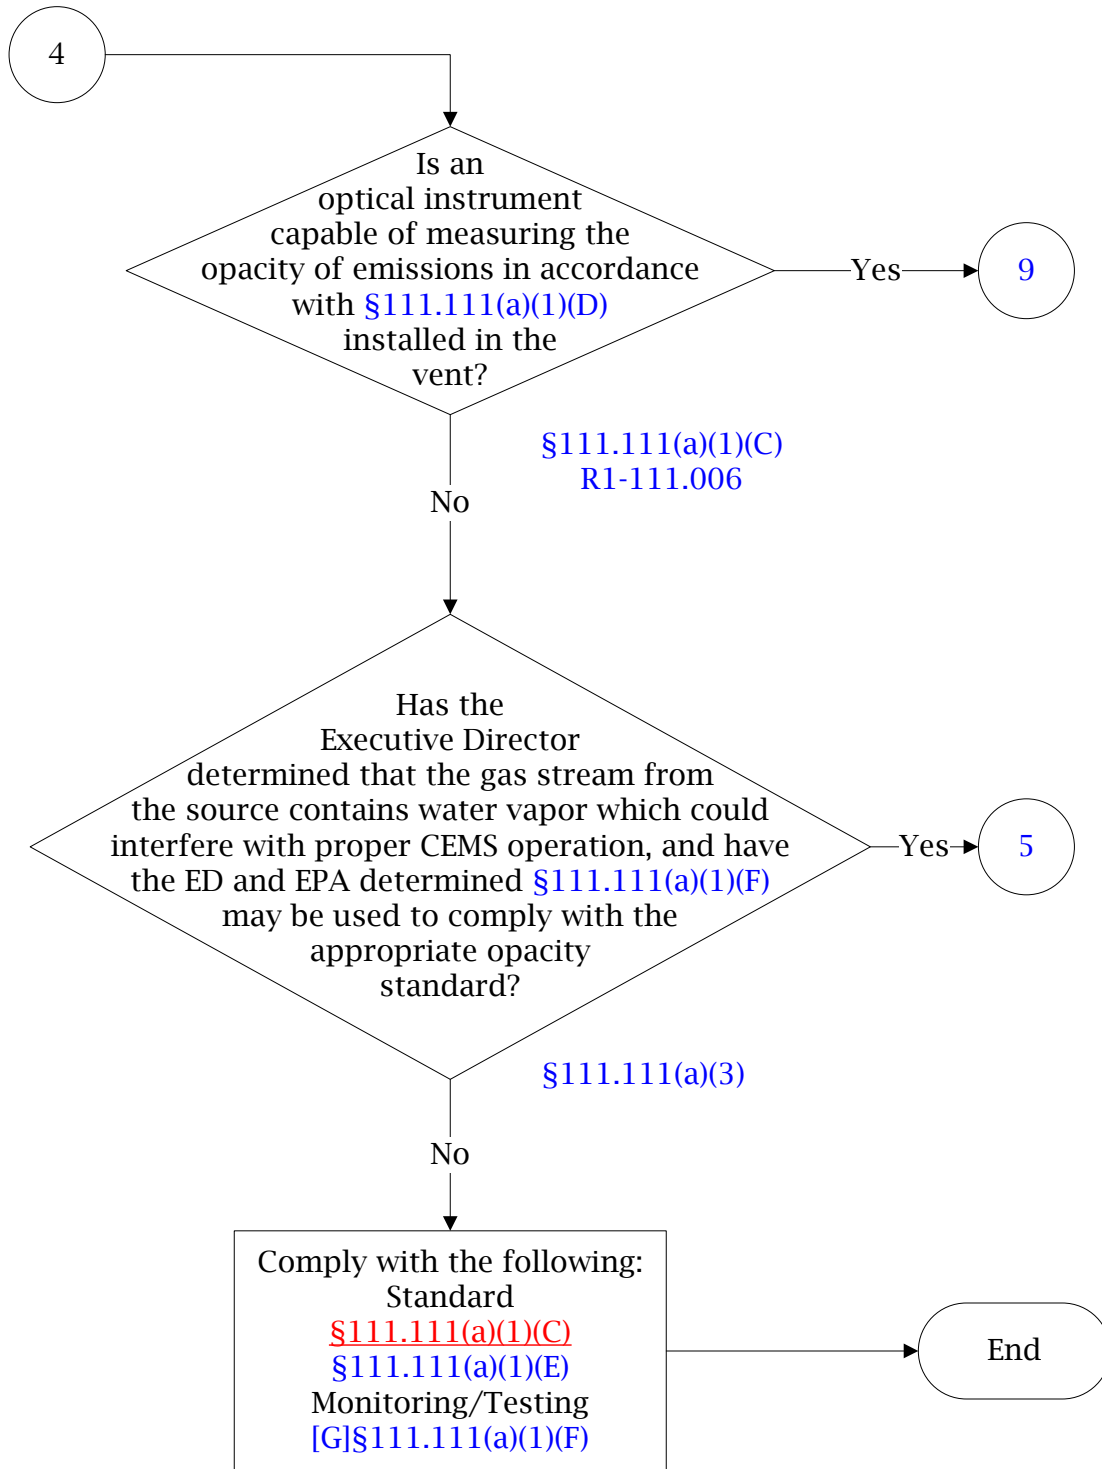 4
Is an
optical instrument
capable of measuring the
opacity of emissions in accordance
with §111.111(a)(1)(D)
installed in the
vent?
Yes
9
§111.111(a)(1)(C)
R1-111.006
No
Has the
Executive Director
determined that the gas stream from
the source contains water vapor which could
interfere with proper CEMS operation, and have
the ED and EPA determined §111.111(a)(1)(F)
may be used to comply with the
appropriate opacity
standard?
Yes
5
§111.111(a)(3)
No
Comply with the following:
Standard
§111.111(a)(1)(C)
§111.111(a)(1)(E)
Monitoring/Testing
[G]§111.111(a)(1)(F)
End